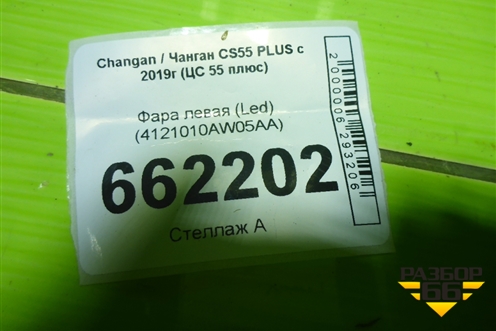 Changan / Чанган CS55 PLUS с
2019г (ЦС 55 плюс)
Фара левая (Led)
(4121010AW05AA)
662202
Стеллаж А
2000006293206
РАЗБОР
66